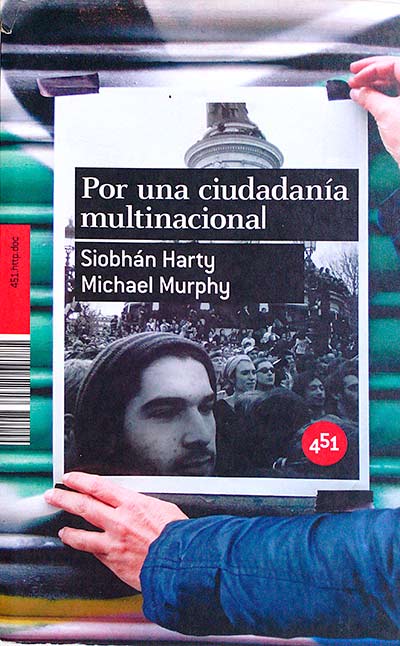 Por una ciudadanía
multinacional
Siobhán Harty
Michael Murphy
451
451.http.doc